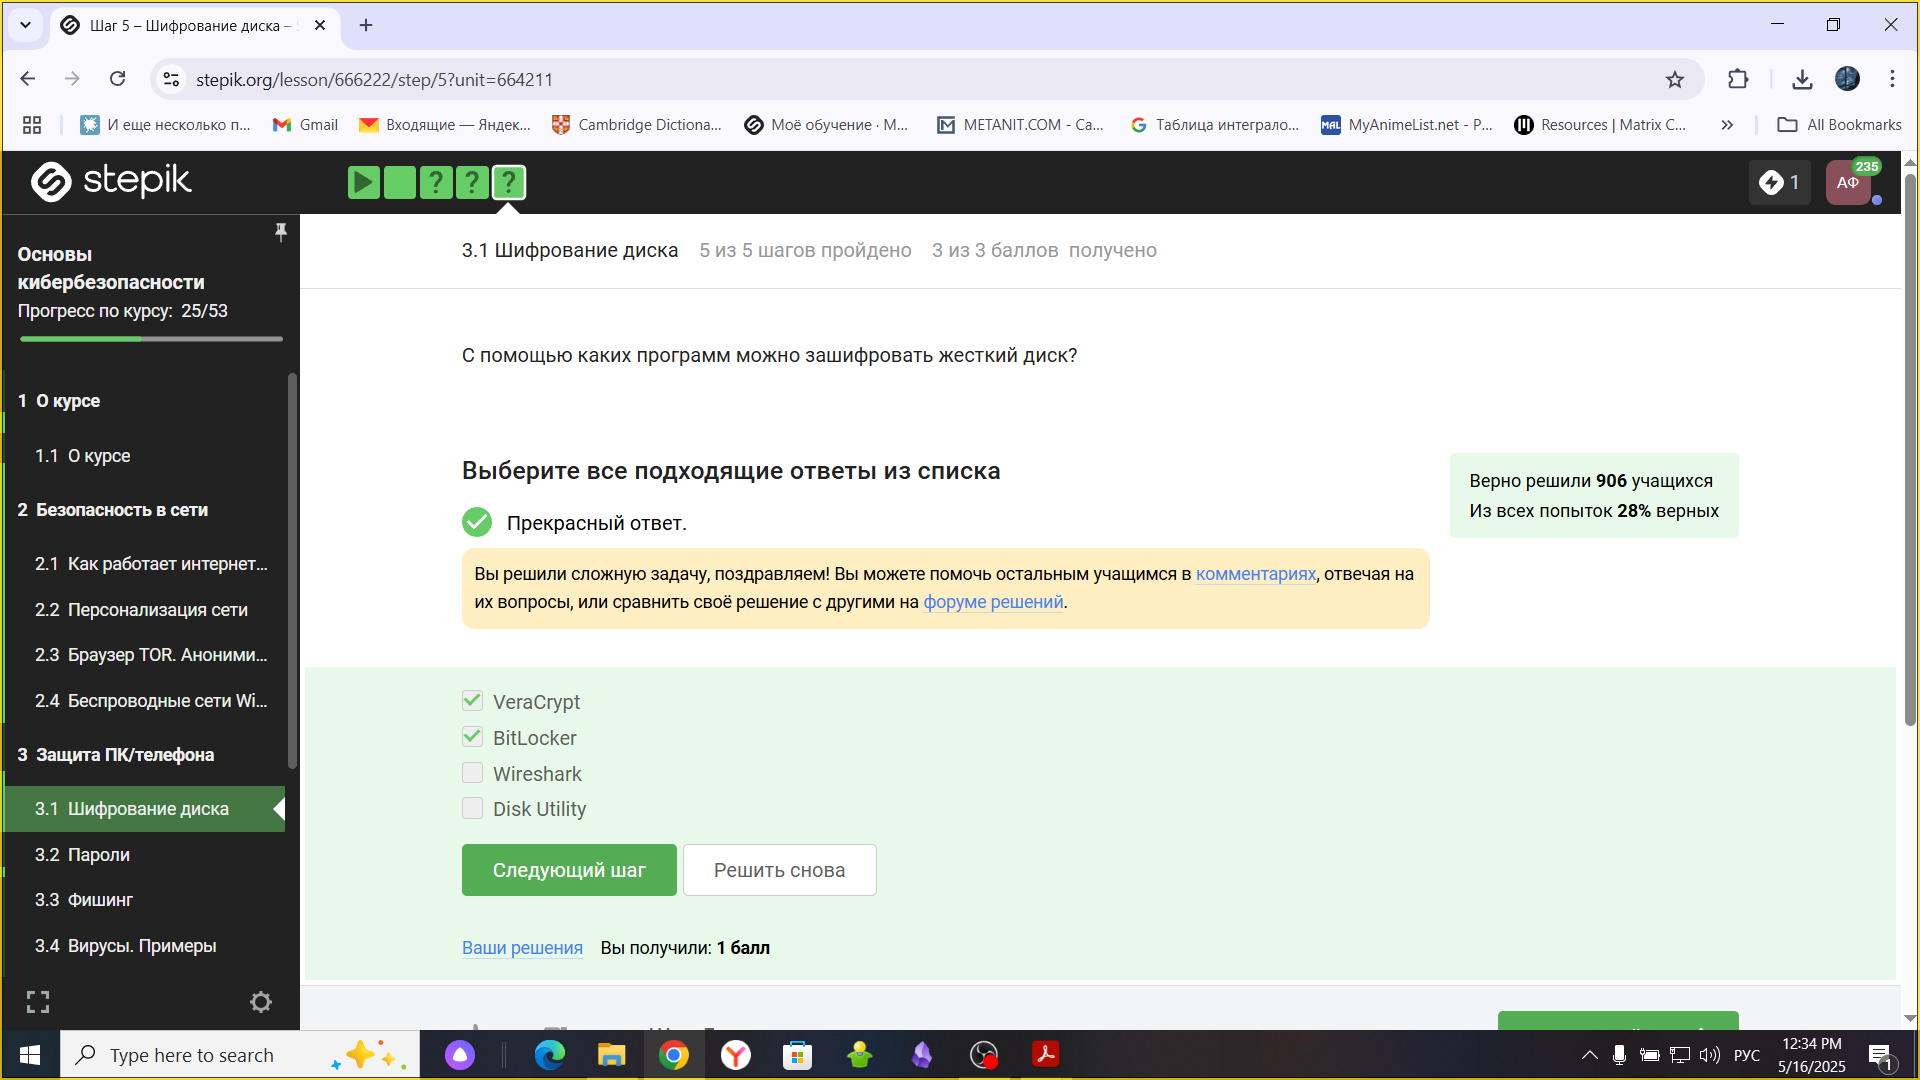 Шаг 5 – Шифрование диска –
stepik.org/lesson/666222/step/5?unit=664211
И еще несколько п...
Gmail
Входящие — Яндек...
Cambridge Dictiona...
Моё обучение · M...
METANIT.COM - Ca...
Таблица интеграло...
MAL
MyAnimeList.net - P...
Resources | Matrix C...
All Bookmarks
stepik
? ? ?
1
АФ
235
Основы
кибербезопасности
Прогресс по курсу: 25/53
1 О курсе
1.1 О курсе
2 Безопасность в сети
2.1 Как работает интернет...
2.2 Персонализация сети
2.3 Браузер TOR. Аноними...
2.4 Беспроводные сети Wi...
3 Защита ПК/телефона
3.1 Шифрование диска
3.2 Пароли
3.3 Фишинг
3.4 Вирусы. Примеры
3.1 Шифрование диска 5 из 5 шагов пройдено 3 из 3 баллов получено
С помощью каких программ можно зашифровать жесткий диск?
Выберите все подходящие ответы из списка
Прекрасный ответ.
Верно решили 906 учащихся
Из всех попыток 28% верных
Вы решили сложную задачу, поздравляем! Вы можете помочь остальным учащимся в комментариях, отвечая на
их вопросы, или сравнить своё решение с другими на форуме решений.
VeraCrypt
BitLocker
Wireshark
Disk Utility
Следующий шаг
Решить снова
Ваши решения Вы получили: 1 балл
Type here to search
РУС
12:34 PM
5/16/2025
1